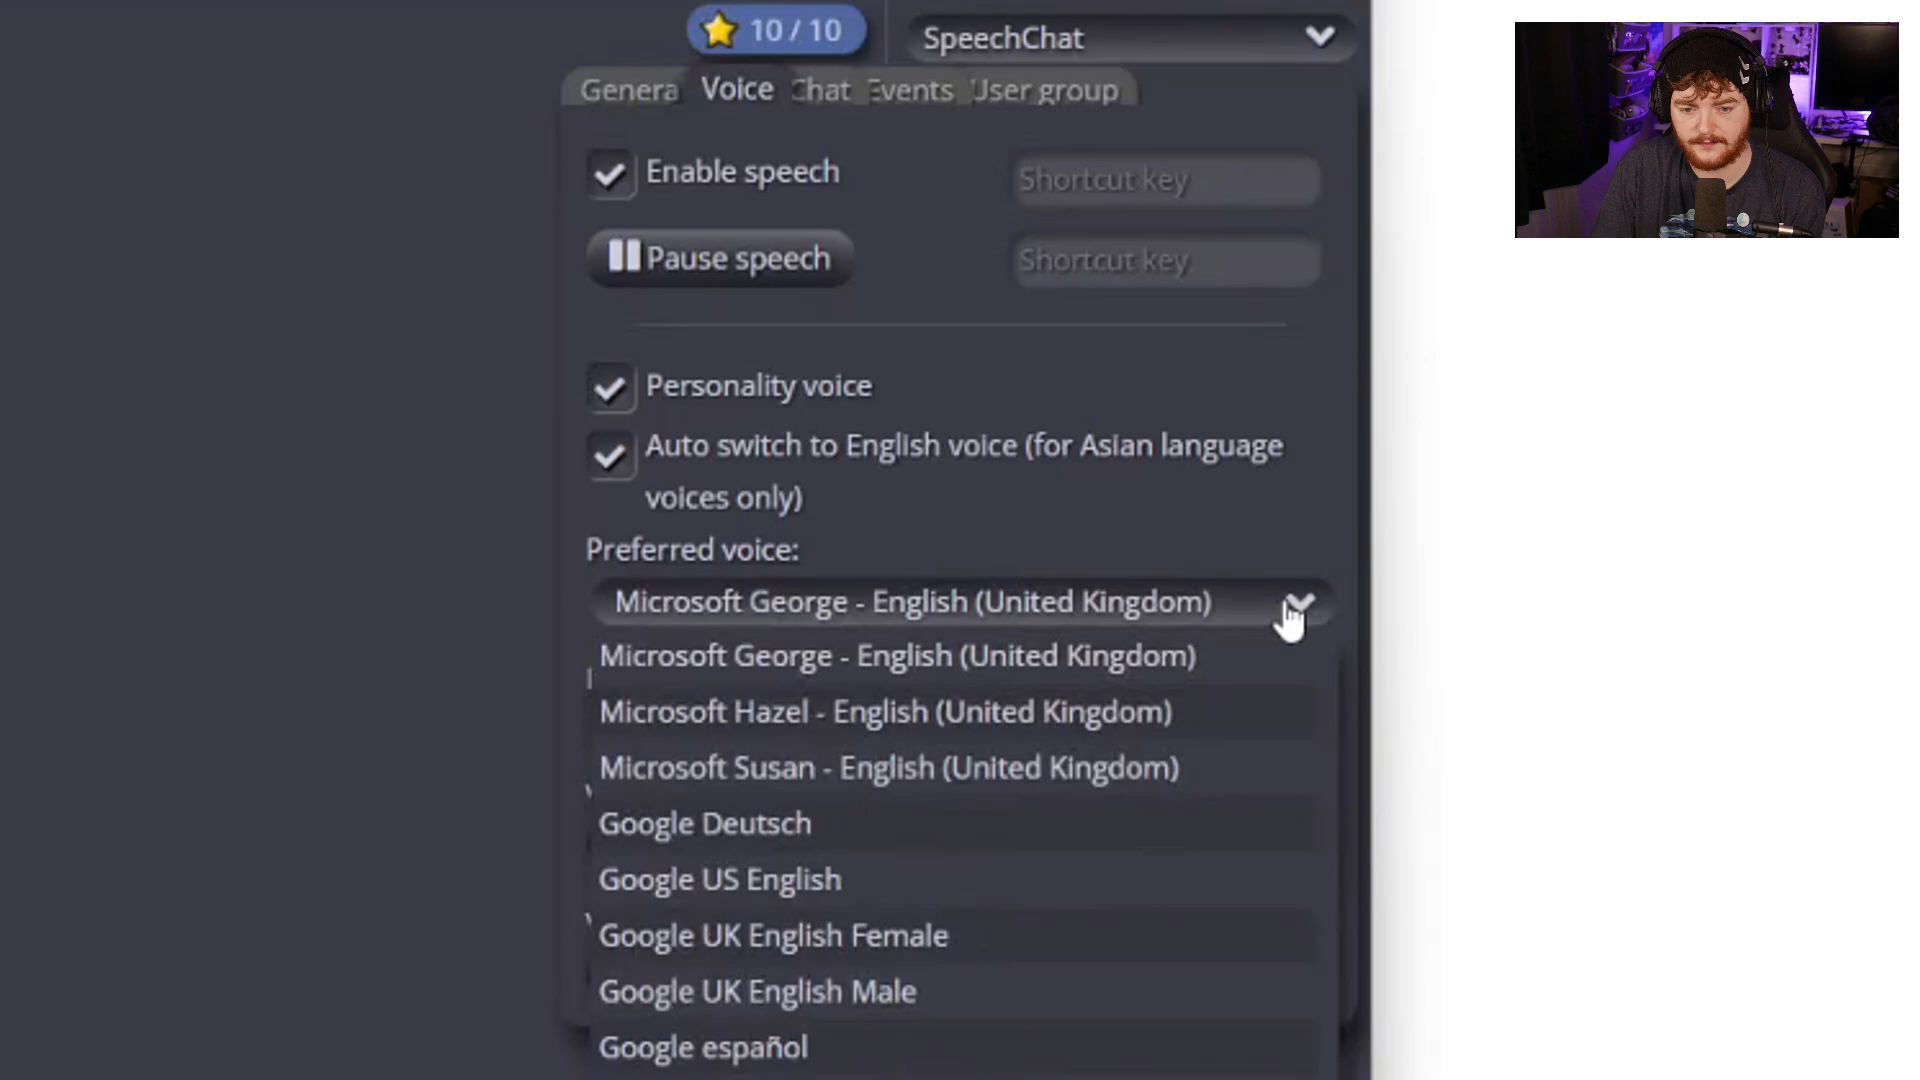 10 / 10
SpeechChat
Genera Voice Chat Events User group
Enable speech
Shortcut key
Pause speech
Shortcut key
Personality voice
Auto switch to English voice (for Asian language
voices only)
Preferred voice:
Microsoft George - English (United Kingdom)
Microsoft George - English (United Kingdom)
Microsoft Hazel - English (United Kingdom)
Microsoft Susan - English (United Kingdom)
Google Deutsch
Google US English
Google UK English Female
Google UK English Male
Google español